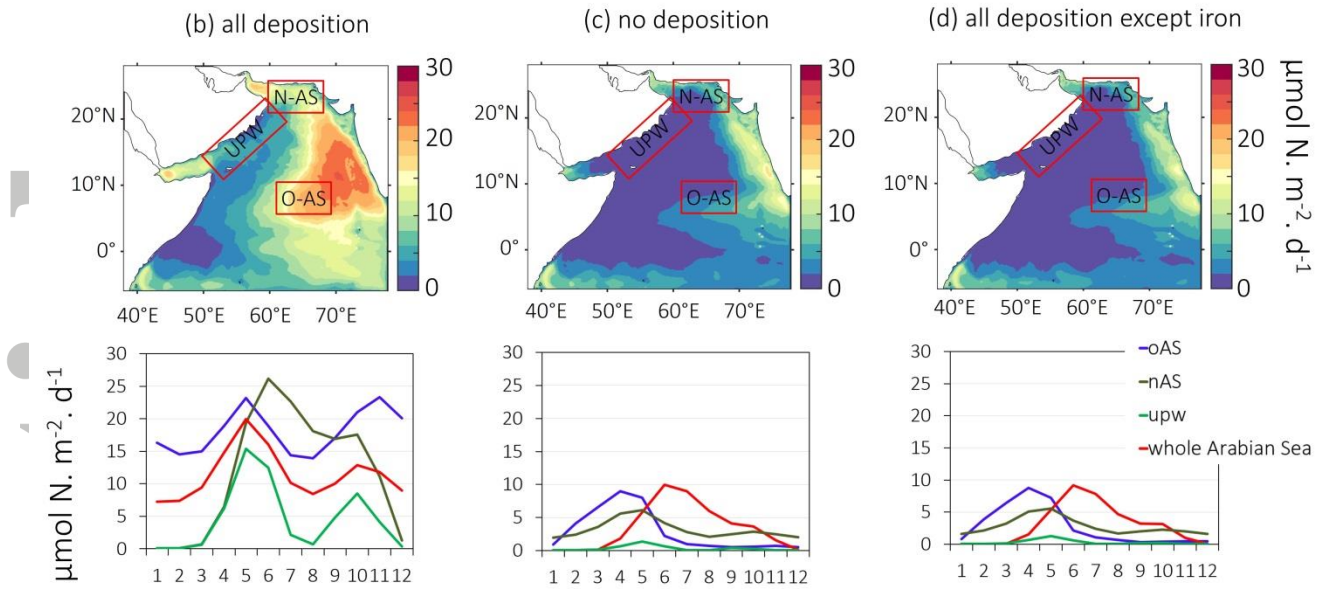 (b) all deposition
(c) no deposition
(d) all deposition except iron
N-AS
UPW
O-AS
20°N
10°N
0°
40°E 50°E 60°E 70°E
30
20
10
0
N-AS
UPW
O-AS
20°N
10°N
0°
40°E 50°E 60°E 70°E
30
20
10
0
N-AS
UPW
O-AS
20°N
10°N
0°
40°E 50°E 60°E 70°E
30
20
10
0
μmol N. m-2. d-1
μmol N. m-2. d-1
30
25
20
15
10
5
0
1 2 3 4 5 6 7 8 9 10 11 12
30
25
20
15
10
5
0
1 2 3 4 5 6 7 8 9 10 11 12
30
25
20
15
10
5
0
1 2 3 4 5 6 7 8 9 10 11 12
oAS
nAS
upw
whole Arabian Sea